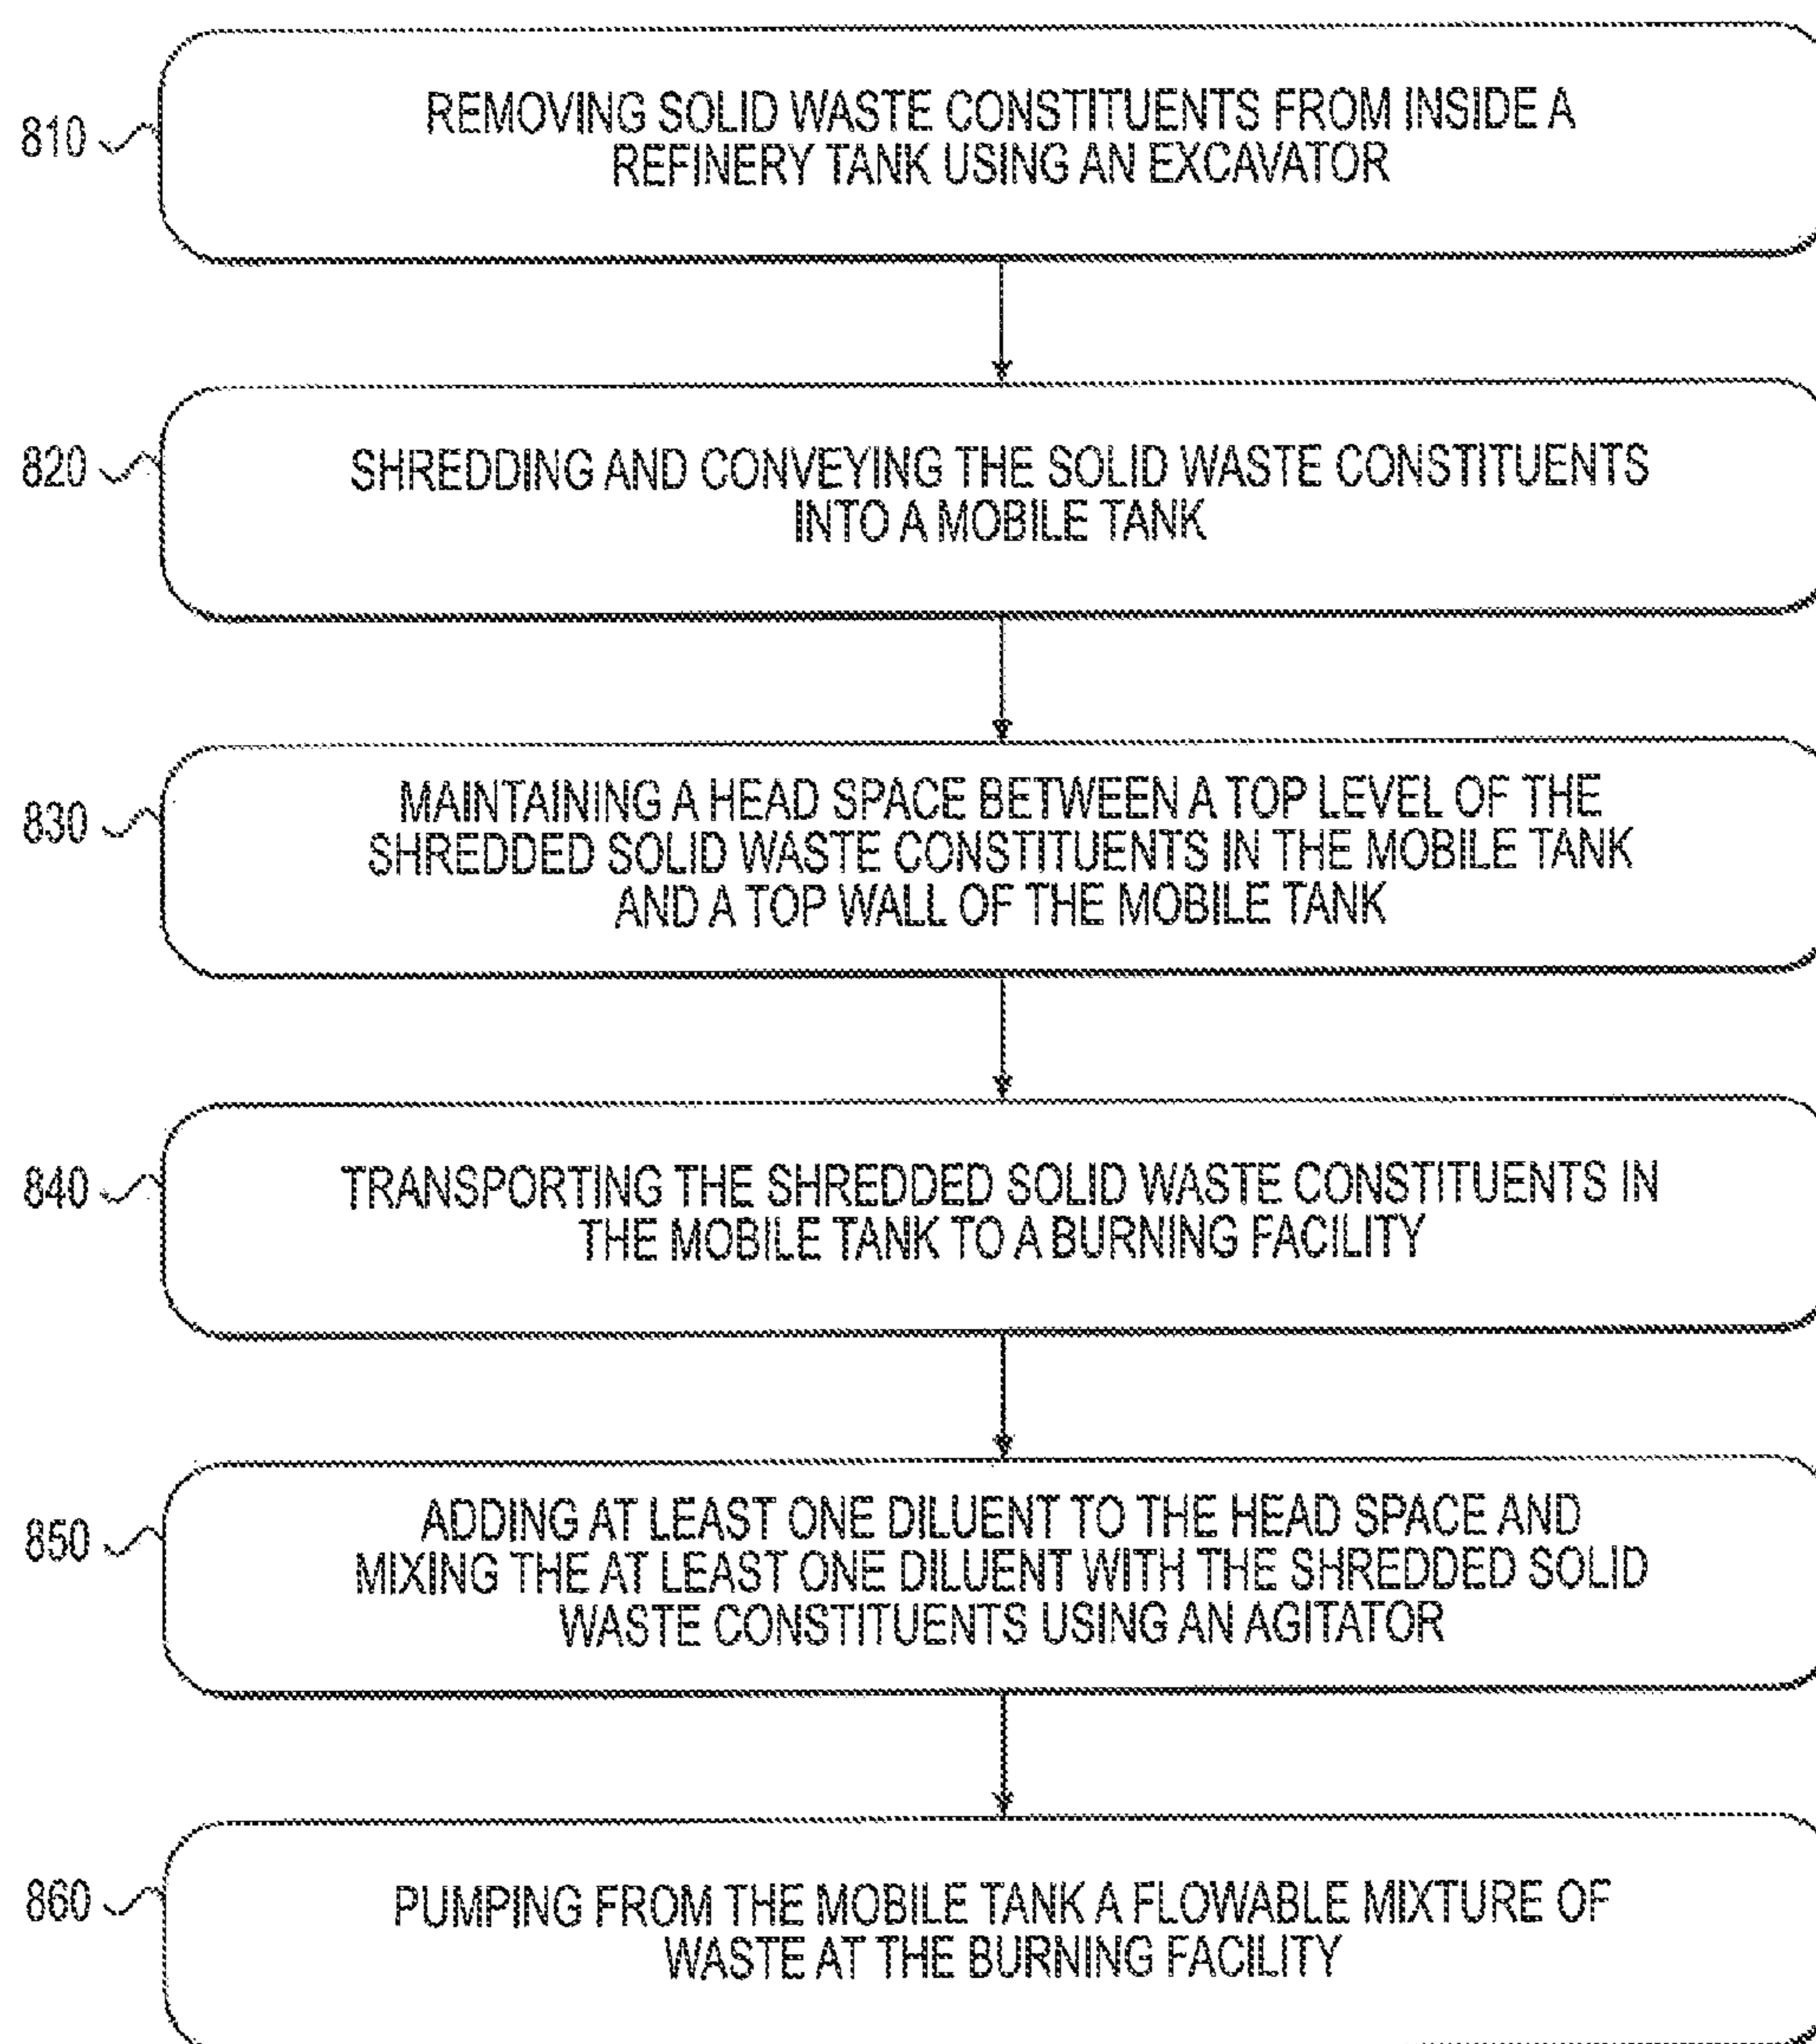 810
REMOVING SOLID WASTE CONSTITUENTS FROM INSIDE A
REFINERY TANK USING AN EXCAVATOR
820
SHREDDING AND CONVEYING THE SOLID WASTE CONSTITUENTS
INTO A MOBILE TANK
830
MAINTAINING A HEAD SPACE BETWEEN A TOP LEVEL OF THE
SHREDDED SOLID WASTE CONSTITUENTS IN THE MOBILE TANK
AND A TOP WALL OF THE MOBILE TANK
840
TRANSPORTING THE SHREDDED SOLID WASTE CONSTITUENTS IN
THE MOBILE TANK TO A BURNING FACILITY
850
ADDING AT LEAST ONE DILUENT TO THE HEAD SPACE AND
MIXING THE AT LEAST ONE DILUENT WITH THE SHREDDED SOLID
WASTE CONSTITUENTS USING AN AGITATOR
860
PUMPING FROM THE MOBILE TANK A FLOWABLE MIXTURE OF
WASTE AT THE BURNING FACILITY